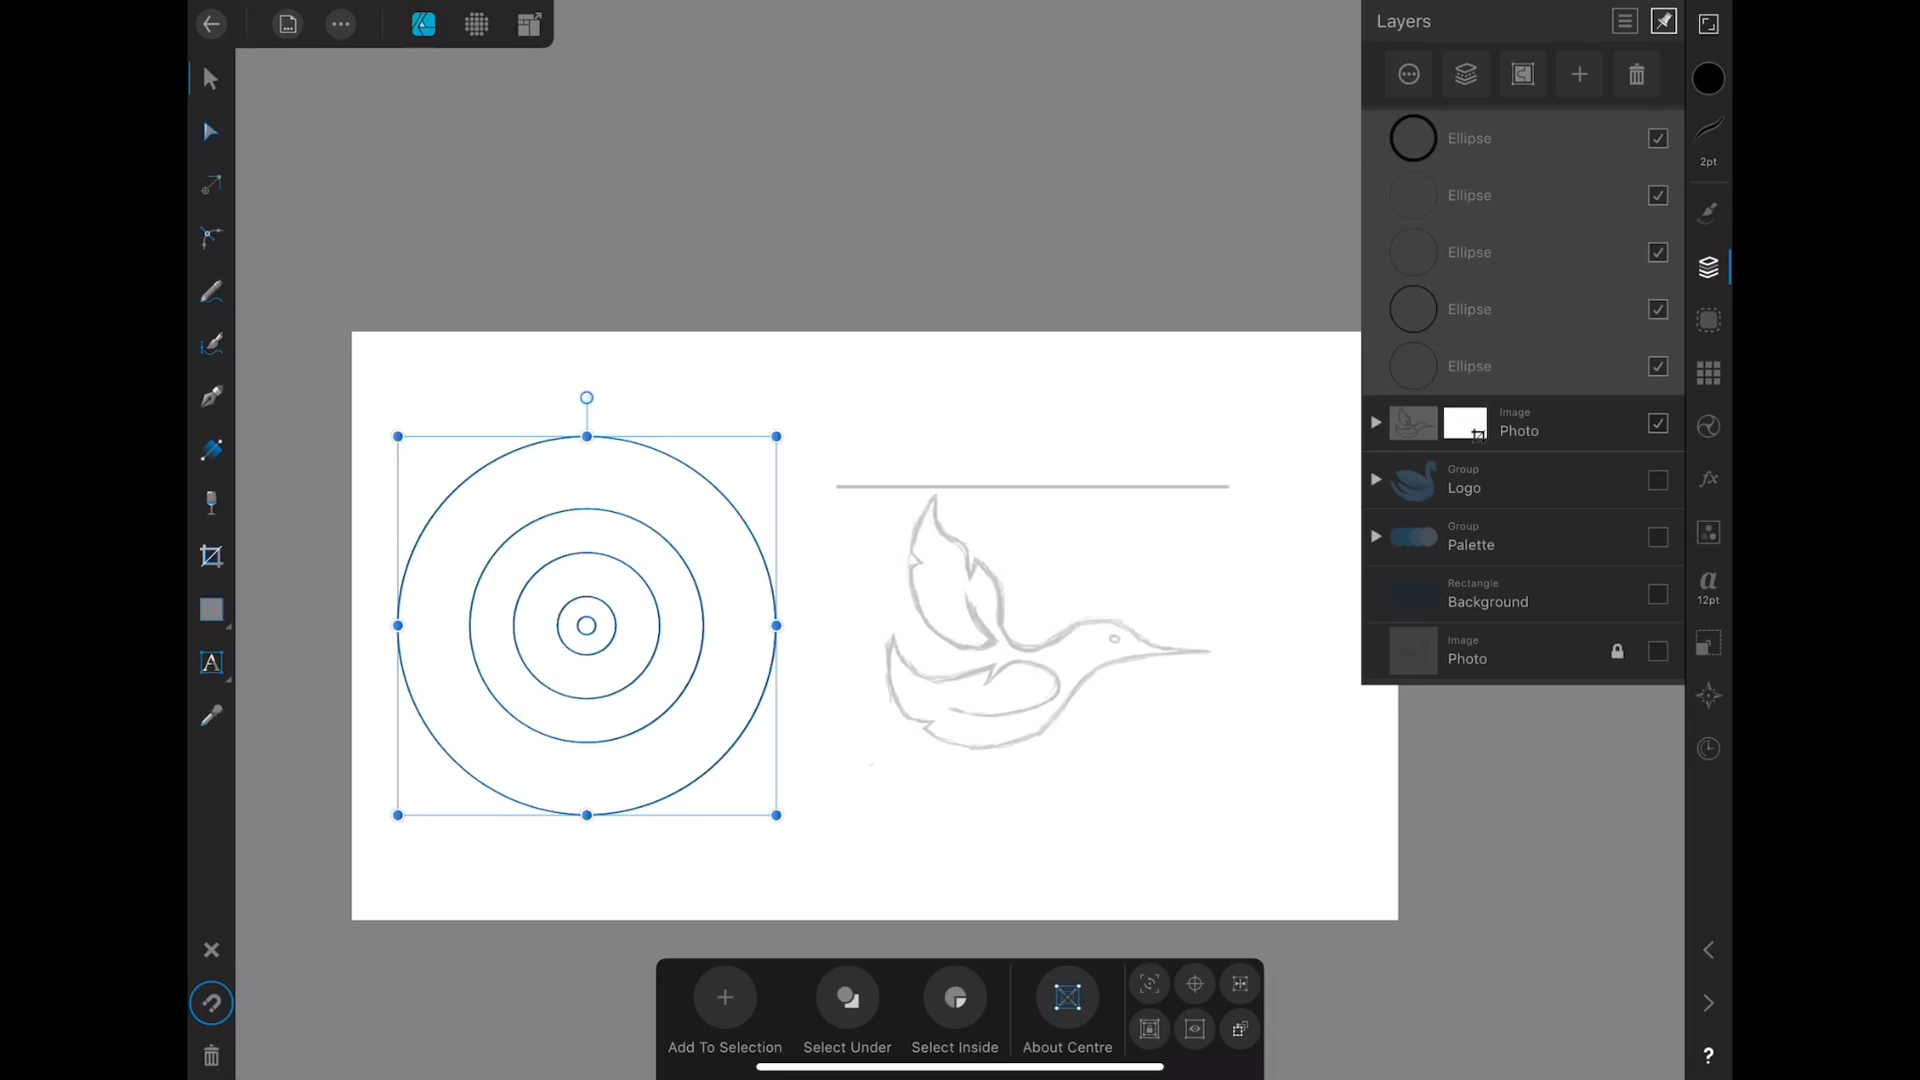 Layers
Ellipse
2pt
Ellipse
Ellipse
Ellipse
Ellipse
Image
Photo
Group
Logo
Group
Palette
Rectangle
Background
a
12pt
Image
Photo
fx
A
Add To Selection
Select Under
Select Inside
About Centre
?